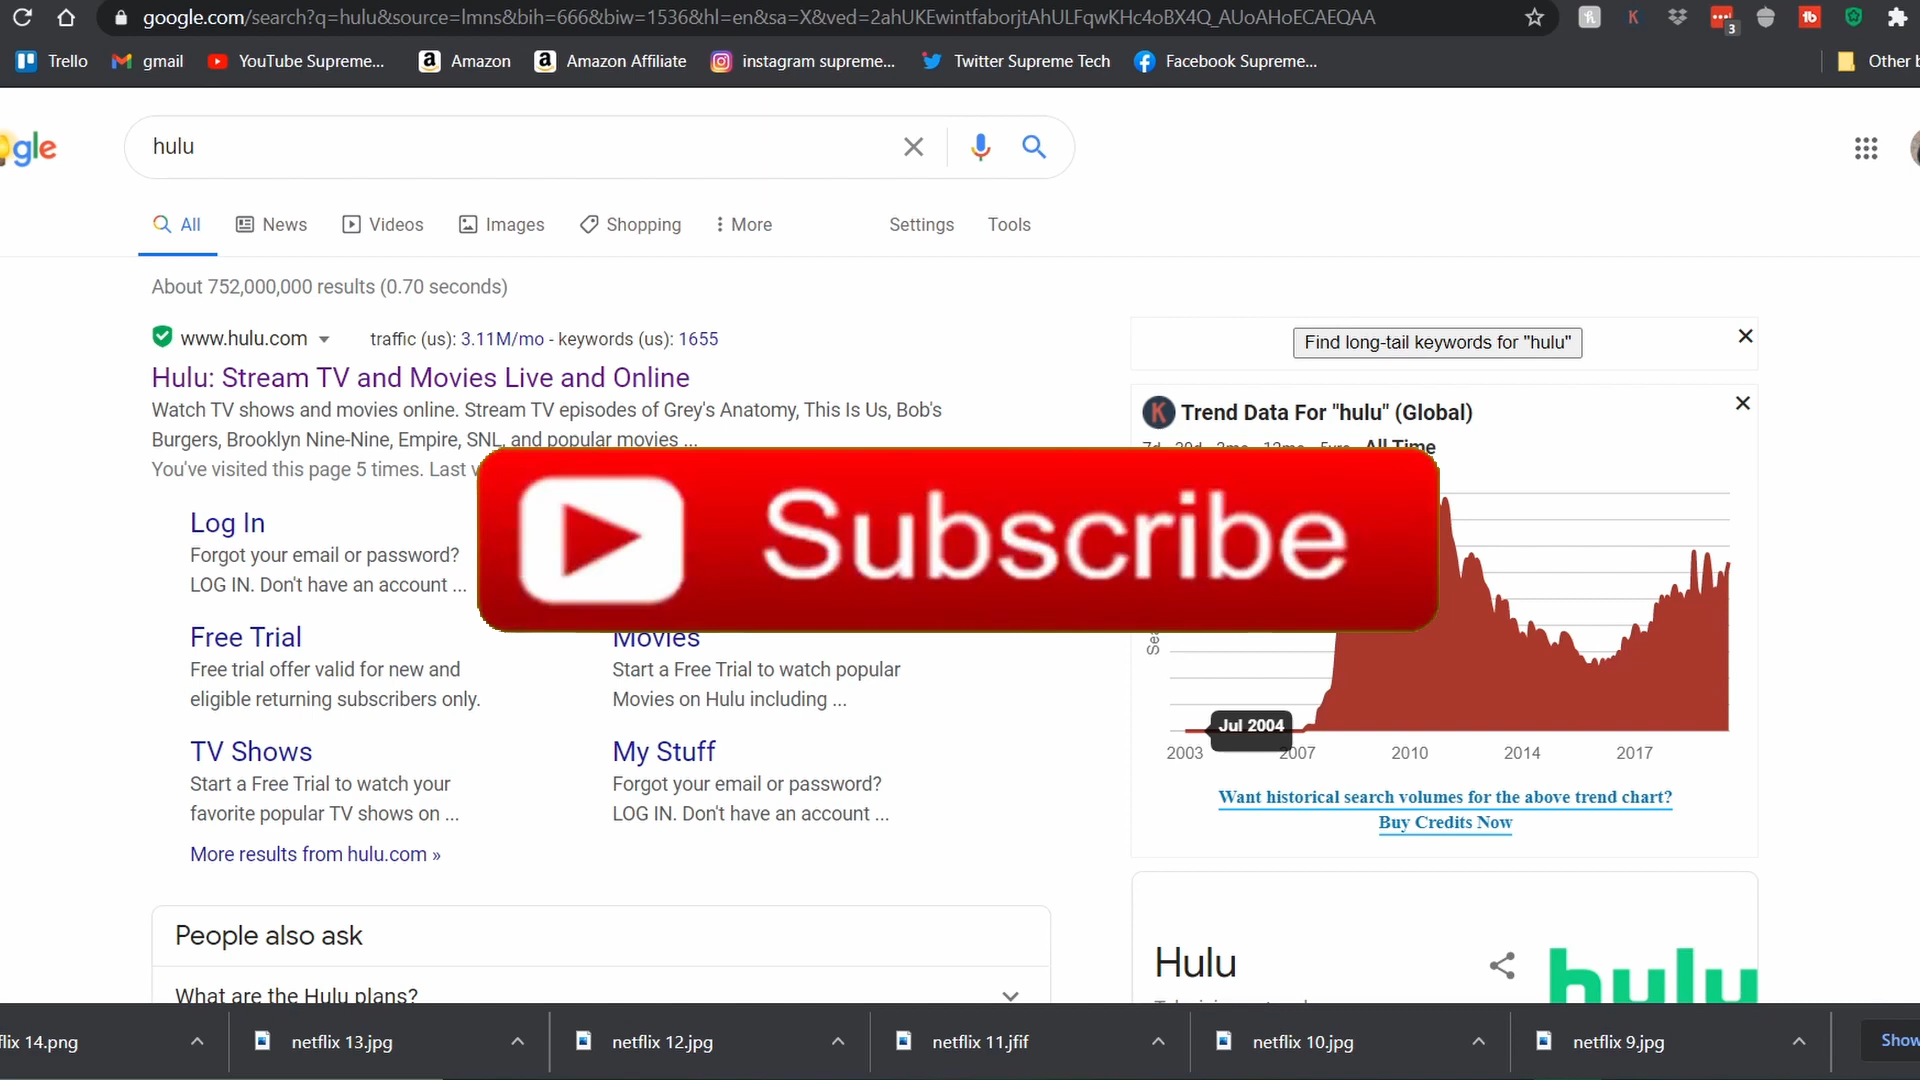 google.com/search?q=hulu&source=lmns&bih=666&biw=1536&hl=en&sa=X&ved=2ahUKEwintfaborjtAhULFqwKHc4oBX4Q_AUoAHoECAEQAA
3
Trello
gmail
YouTube Supreme...
Amazon
Amazon Affiliate
instagram supreme...
Twitter Supreme Tech
Facebook Supreme...
Other b
gle
hulu
All
News
Videos
Images
Shopping
More
Settings
Tools
About 752,000,000 results (0.70 seconds)
www.hulu.com
traffic (us): 3.11M/mo - keywords (us): 1655
Hulu: Stream TV and Movies Live and Online
Watch TV shows and movies online. Stream TV episodes of Grey's Anatomy, This Is Us, Bob's
Burgers, Brooklyn Nine-Nine, Empire, SNL, and popular movies ...
You've visited this page 5 times. Last v
Subscribe
Log In
Forgot your email or password?
LOG IN. Don't have an account ...
Free Trial
Free trial offer valid for new and
eligible returning subscribers only.
Movies
Start a Free Trial to watch popular
Movies on Hulu including ...
TV Shows
Start a Free Trial to watch your
favorite popular TV shows on ...
My Stuff
Forgot your email or password?
LOG IN. Don't have an account ...
More results from hulu.com »
People also ask
What are the Hulu plans?
Find long-tail keywords for "hulu"
K
Trend Data For "hulu" (Global)
All Time
Jul 2004
2003
2007
2010
2014
2017
Want historical search volumes for the above trend chart?
Buy Credits Now
Hulu
hulu
flix 14.png
netflix 13.jpg
netflix 12.jpg
netflix 11.jfif
netflix 10.jpg
netflix 9.jpg
Show